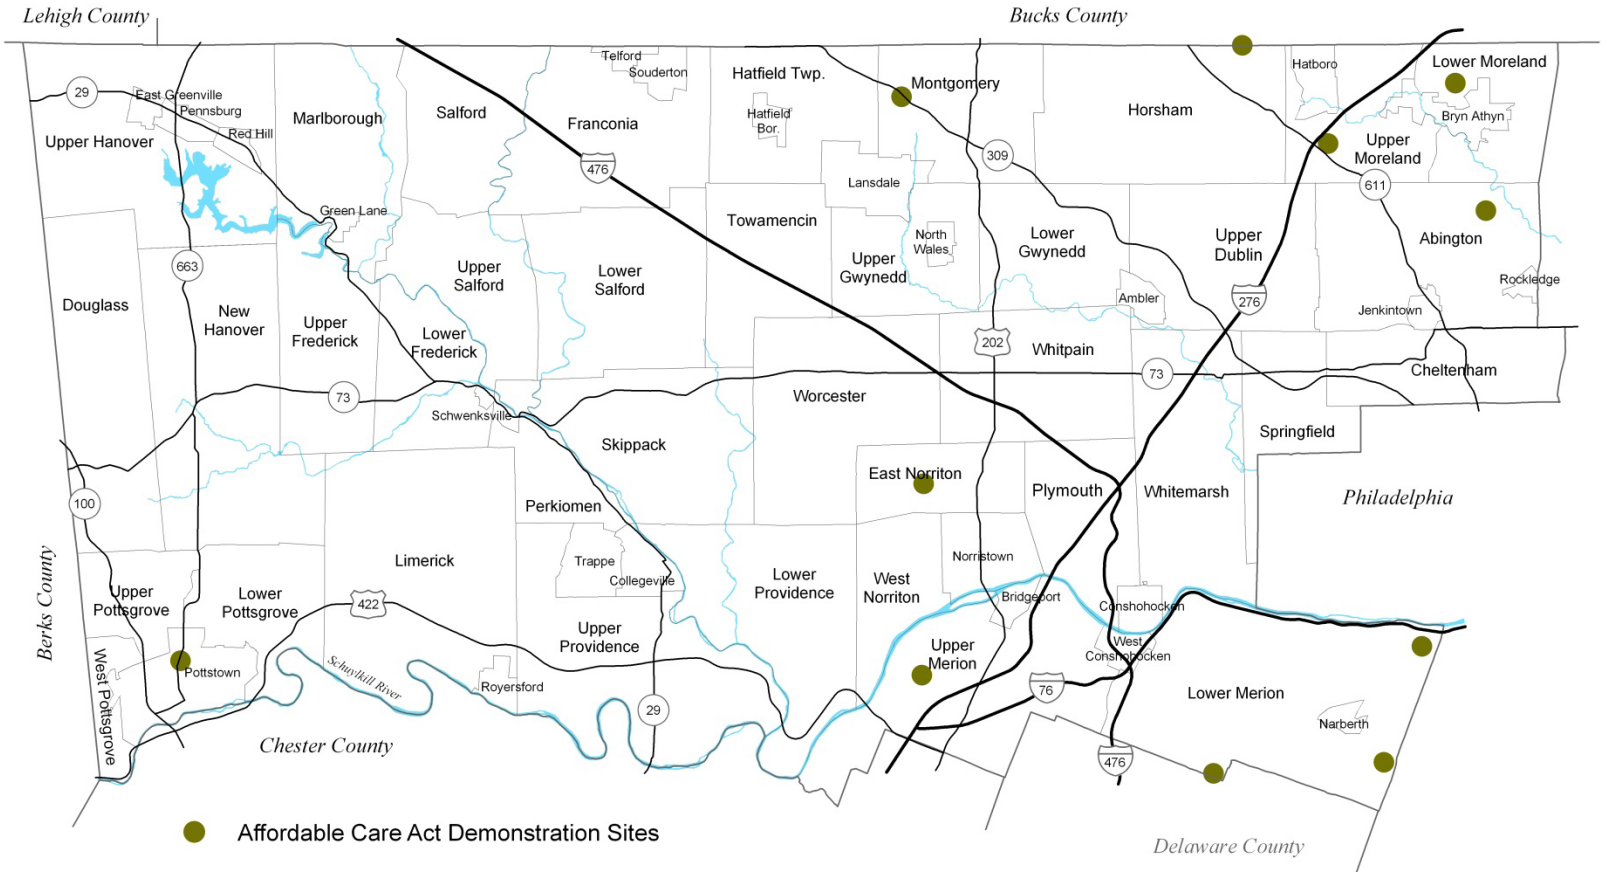 Lehigh County
Bucks County
Telford
Souderton
Hatfield Twp.
Montgomery
Hatboro
Lower Moreland
29
East Greenville
Pennsburg
Red Hill
Marlborough
Salford
Franconia
Hatfield
Bor.
Horsham
Bryn Athyn
Upper Hanover
476
309
Upper
Moreland
611
Lansdale
Green Lane
Towamencin
North
Wales
Lower
Gwynedd
Upper
Dublin
Abington
663
Upper
Salford
Lower
Salford
Upper
Gwynedd
Rockledge
Douglass
New
Hanover
Upper
Frederick
Lower
Frederick
Ambler
276
Jenkintown
202
Whitpain
73
73
Cheltenham
Worcester
Schwenksville
Skippack
Springfield
East Norriton
Plymouth
Whitemarsh
Philadelphia
100
Perkiomen
Berks County
Limerick
Trappe
Collegeville
Norristown
Upper
Pottsgrove
Lower
Pottsgrove
422
Lower
Providence
West
Norriton
Bridgeport
Conshohocken
Upper
Providence
Upper
Merion
West
Conshohocken
West Pottsgrove
Pottstown
Schuylkill River
Royersford
76
Lower Merion
29
Narberth
Chester County
476
Affordable Care Act Demonstration Sites
Delaware County